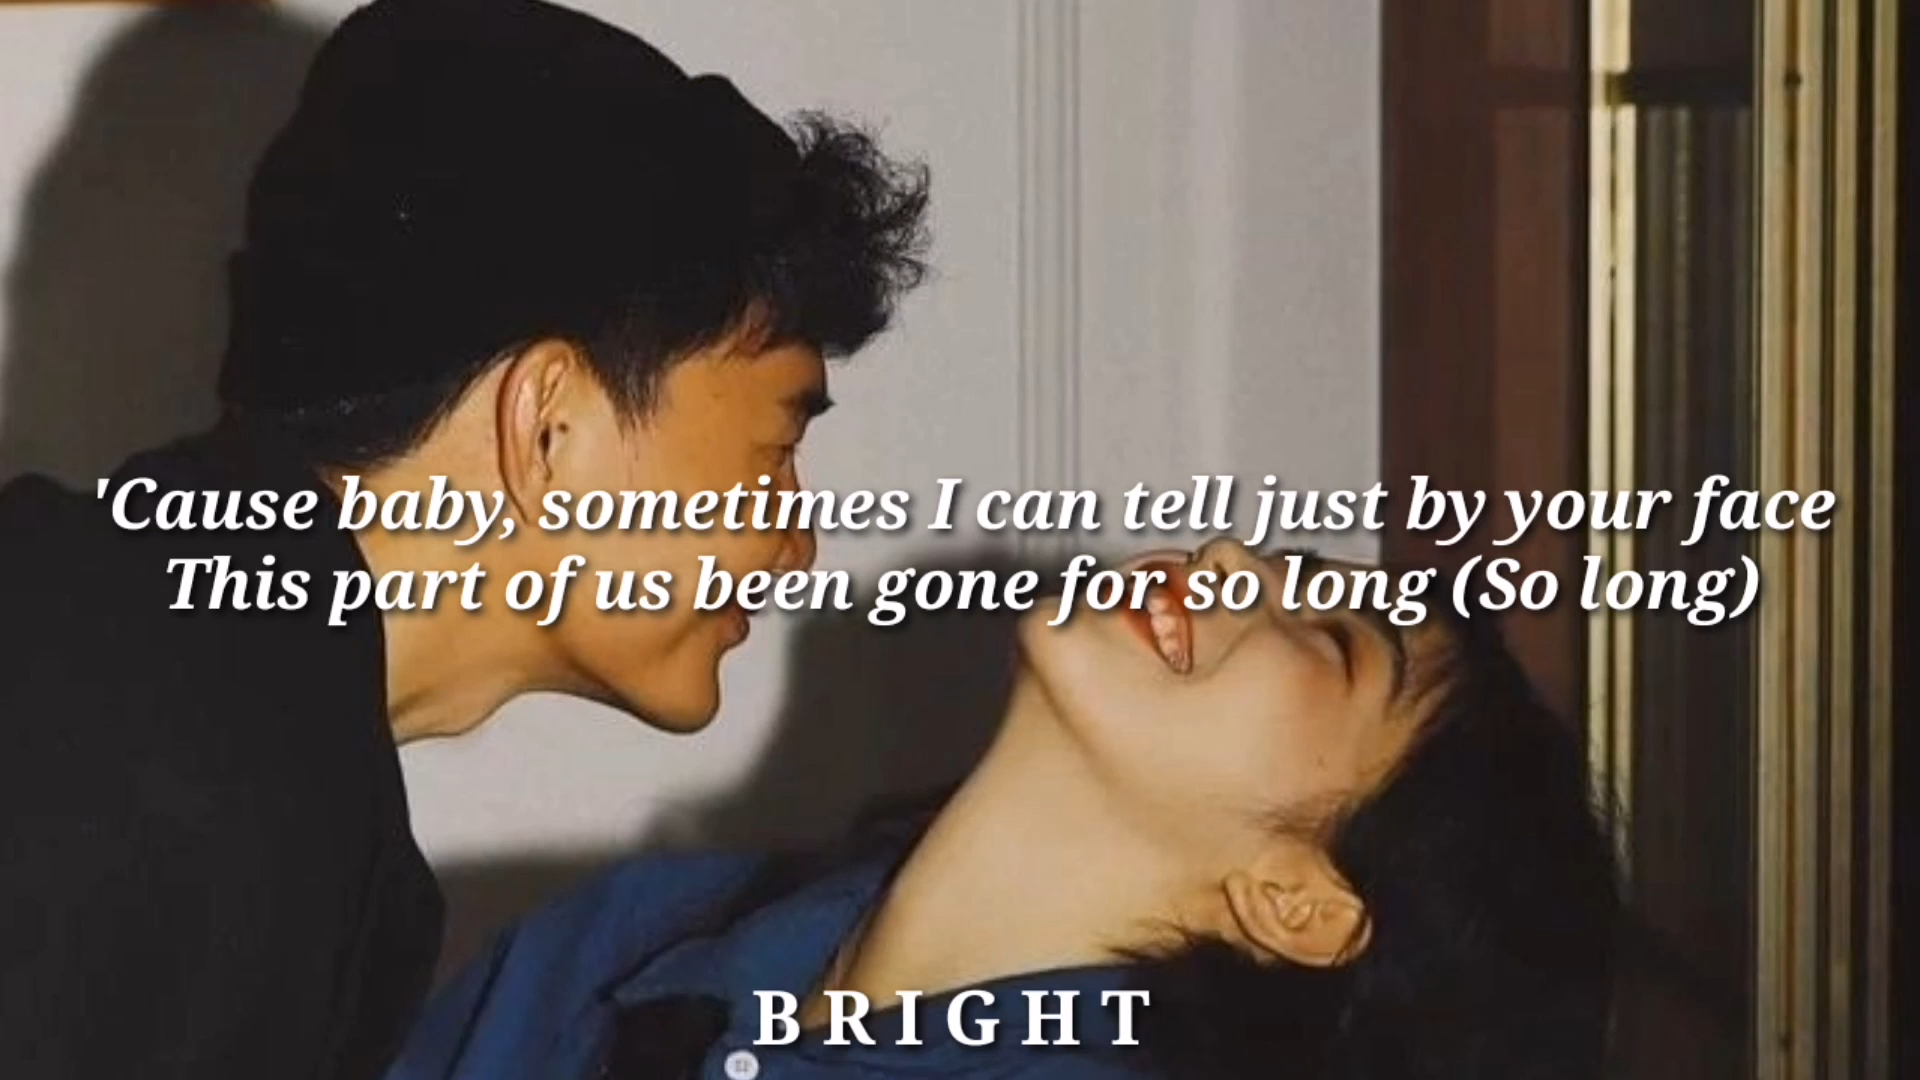 'Cause baby, sometimes I can tell just by your face
This part of us been gone for so long (So long)
BRIGHT